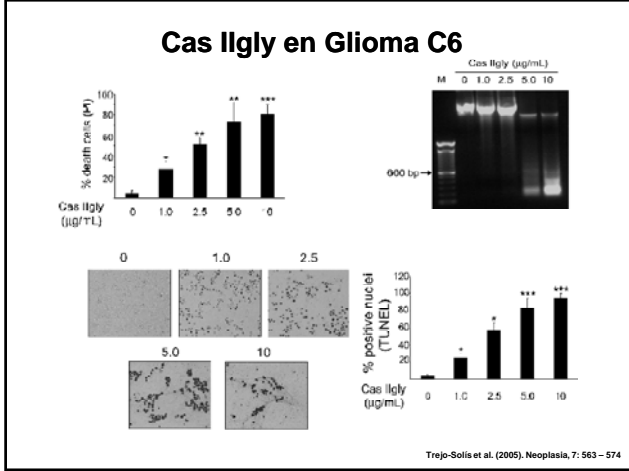 Cas IIgly en Glioma C6
% death cells (PI)
100
80
60
40
20
*
**
**
***
Cas IIgly
(µg/mL)
0 1.0 2.5 5.0 10
Cas IIgly (µg/mL)
M 0 1.0 2.5 5.0 10
600 bp→
0 1.0 2.5
5.0 10
% positive nuclei
(TUNEL)
120
100
80
60
40
20
*
***
***
Cas IIgly
(µg/mL)
0 1.0 2.5 5.0 10
Trejo-Solís et al. (2005). Neoplasia, 7: 563 – 574